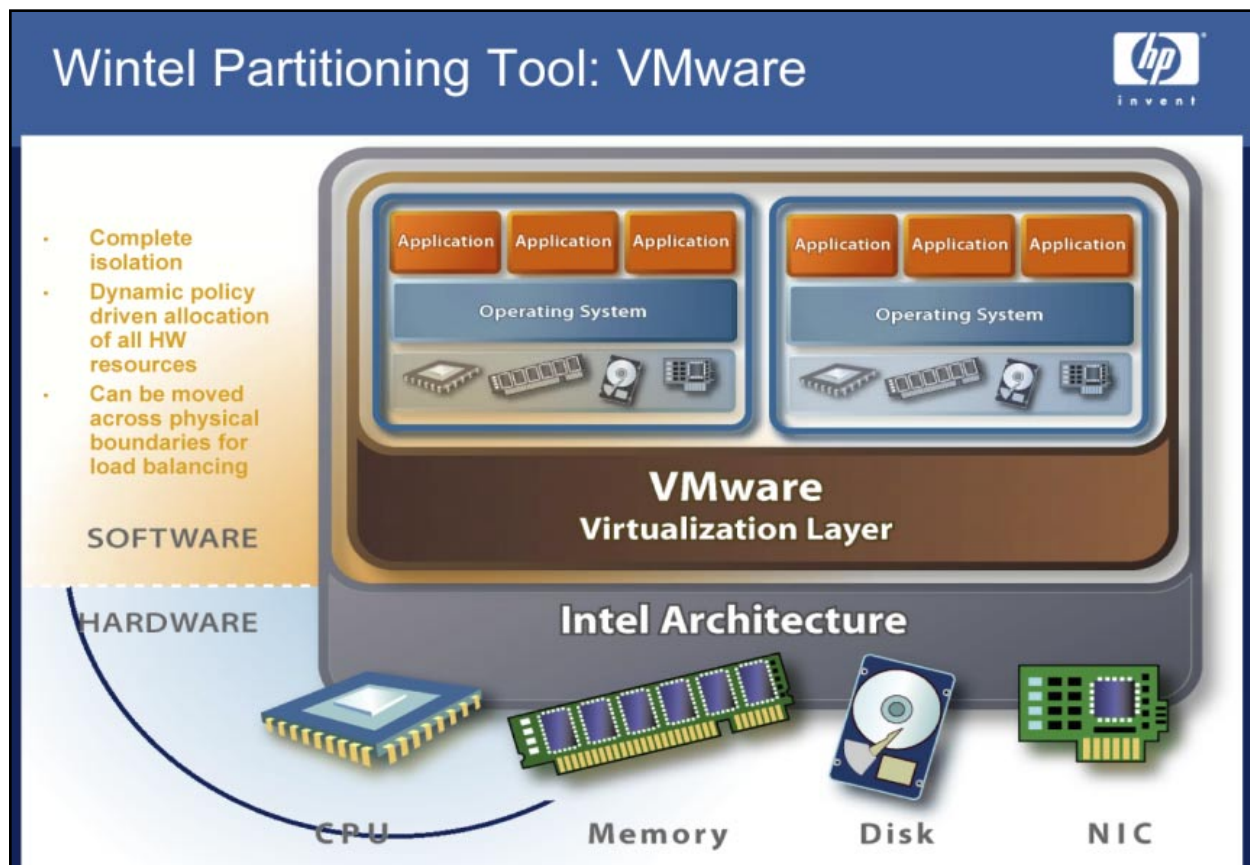 Wintel Partitioning Tool: VMware
hp
invent
· Complete
isolation
· Dynamic policy
driven allocation
of all HW
resources
· Can be moved
across physical
boundaries for
load balancing
SOFTWARE
HARDWARE
Application Application Application
Operating System
Application Application Application
Operating System
VMware
Virtualization Layer
Intel Architecture
CPU
Memory
Disk
NIC